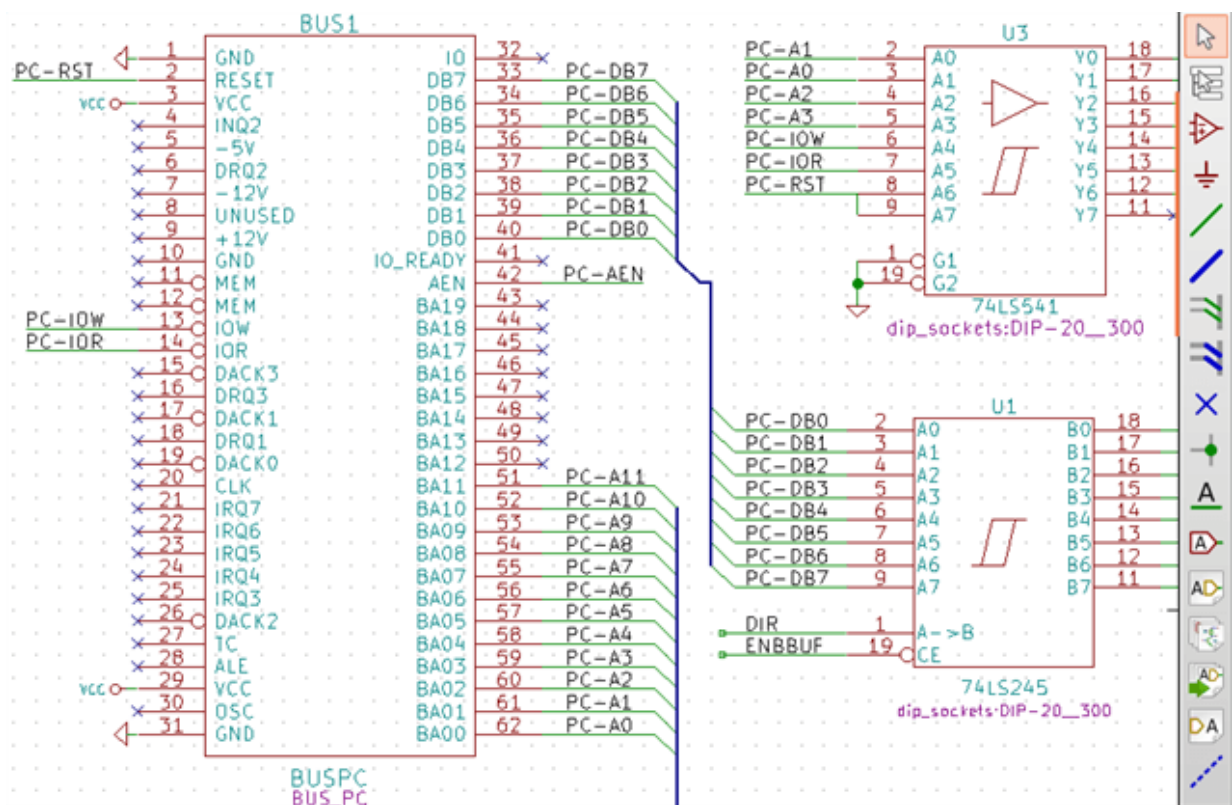 BUS1
PC-RST
VCC
VCC
PC-IOW
PC-IOR
1 GND
2 RESET
3 VCC
4 INQ2
5 -5V
6 DRQ2
7 -12V
8 UNUSED
9 +12V
10 GND
11 MEM
12 MEM
13 IOW
14 IOR
15 DACK3
16 DRQ3
17 DACK1
18 DRQ1
19 DACK0
20 CLK
21 IRQ7
22 IRQ6
23 IRQ5
24 IRQ4
25 IRQ3
26 DACK2
27 TC
28 ALE
29 VCC
30 OSC
31 GND
IO 32
DB7 33 PC-DB7
DB6 34 PC-DB6
DB5 35 PC-DB5
DB4 36 PC-DB4
DB3 37 PC-DB3
DB2 38 PC-DB2
DB1 39 PC-DB1
DB0 40 PC-DB0
IO_READY 41
AEN 42 PC-AEN
BA19 43
BA18 44
BA17 45
BA16 46
BA15 47
BA14 48
BA13 49
BA12 50
BA11 51 PC-A11
BA10 52 PC-A10
BA09 53 PC-A9
BA08 54 PC-A8
BA07 55 PC-A7
BA06 56 PC-A6
BA05 57 PC-A5
BA04 58 PC-A4
BA03 59 PC-A3
BA02 60 PC-A2
BA01 61 PC-A1
BA00 62 PC-A0
BUSPC
BUS_PC
U3
PC-A1 2 A0 Y0 18
PC-A0 3 A1 Y1 17
PC-A2 4 A2 Y2 16
PC-A3 5 A3 Y3 15
PC-IOW 6 A4 Y4 14
PC-IOR 7 A5 Y5 13
PC-RST 8 A6 Y6 12
9 A7 Y7 11
1 G1
19 G2
74LS541
dip_sockets:DIP-20__300
U1
PC-DB0 2 A0 B0 18
PC-DB1 3 A1 B1 17
PC-DB2 4 A2 B2 16
PC-DB3 5 A3 B3 15
PC-DB4 6 A4 B4 14
PC-DB5 7 A5 B5 13
PC-DB6 8 A6 B6 12
PC-DB7 9 A7 B7 11
DIR 1 A->B
ENBBUF 19 CE
74LS245
dip_sockets:DIP-20__300
A
A
A
A
A